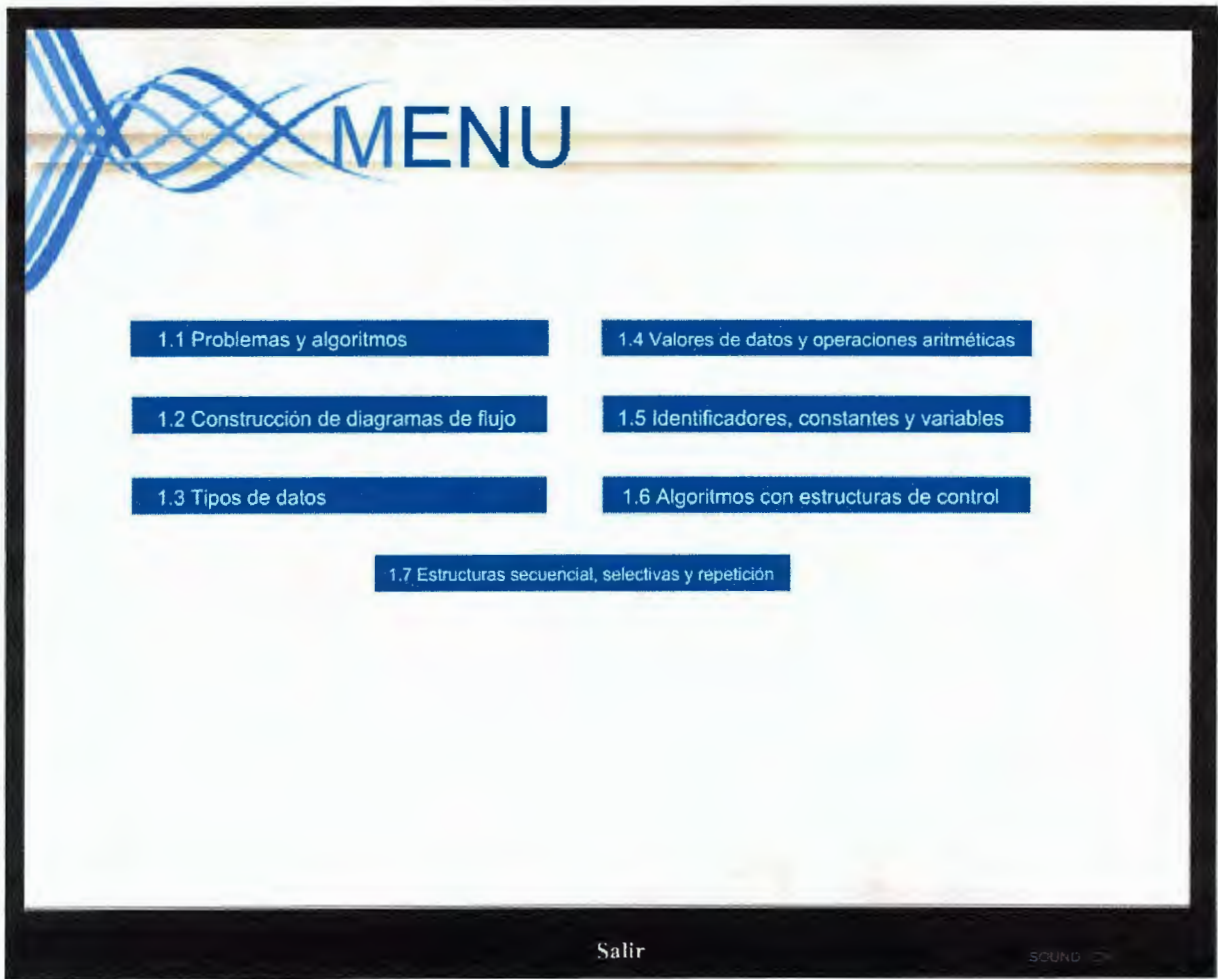 MENU
1.1 Problemas y algoritmos
1.2 Construcción de diagramas de flujo
1.3 Tipos de datos
1.4 Valores de datos y operaciones aritméticas
1.5 Identificadores, constantes y variables
1.6 Algoritmos con estructuras de control
1.7 Estructuras secuencial, selectivas y repetición
Salir
SOUND